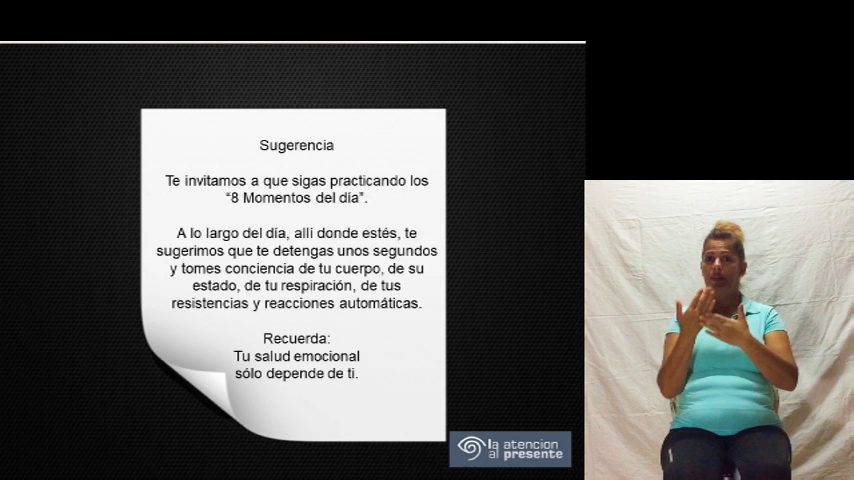 Sugerencia
Te invitamos a que sigas practicando los
“8 Momentos del día”.
A lo largo del día, allí donde estés, te
sugerimos que te detengas unos segundos
y tomes conciencia de tu cuerpo, de su
estado, de tu respiración, de tus
resistencias y reacciones automáticas.
Recuerda:
Tu salud emocional
sólo depende de ti.
la atencion
al presente